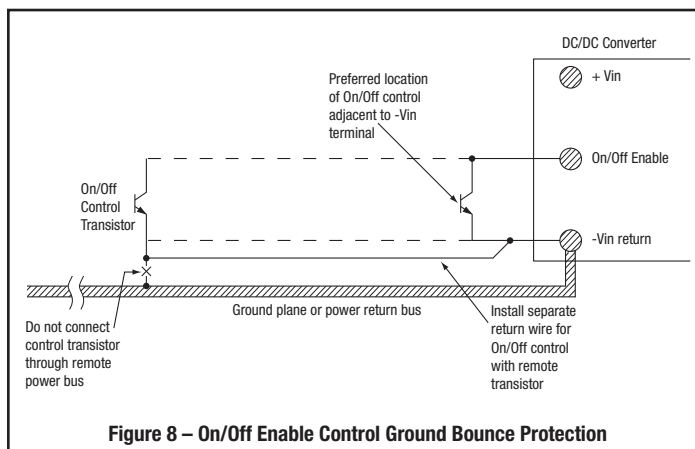 DC/DC Converter
+ Vin
Preferred location
of On/Off control
adjacent to -Vin
terminal
On/Off Enable
On/Off
Control
Transistor
-Vin return
Ground plane or power return bus
Do not connect
control transistor
through remote
power bus
Install separate
return wire for
On/Off control
with remote
transistor
Figure 8 – On/Off Enable Control Ground Bounce Protection